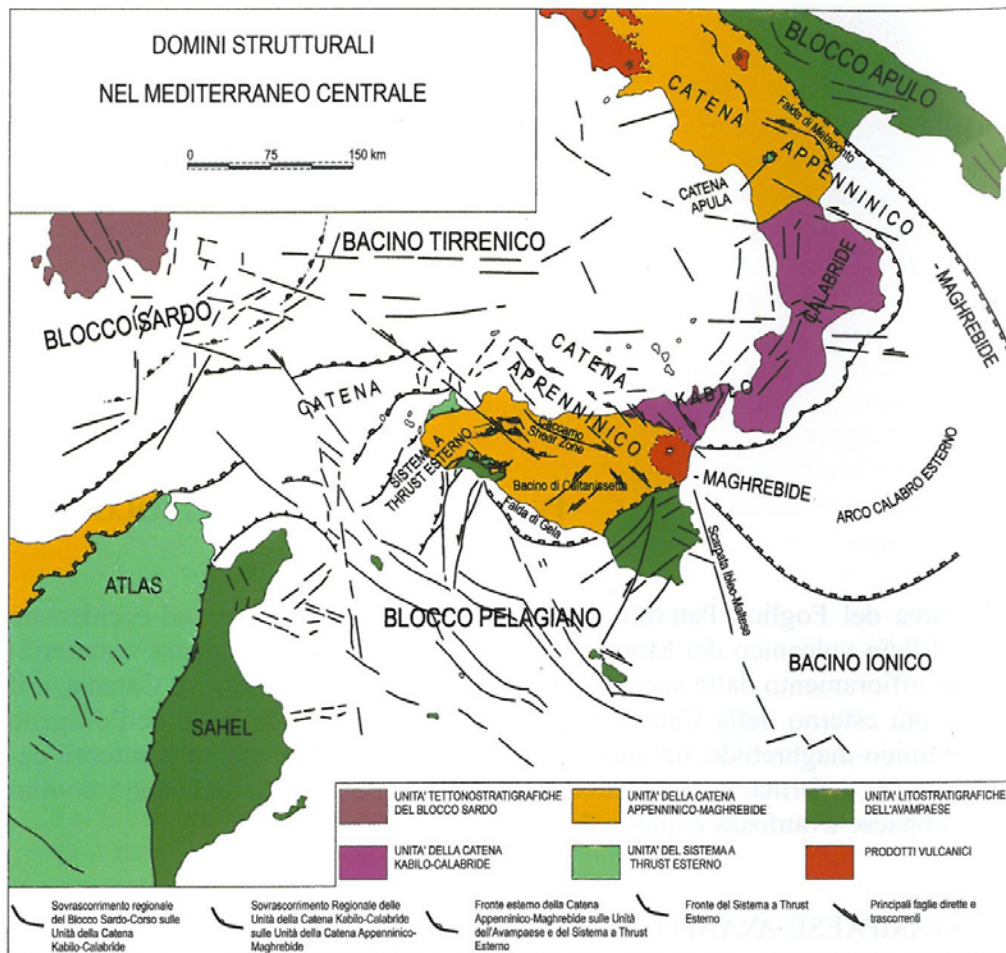 DOMINI STRUTTURALI
NEL MEDITERRANEO CENTRALE
0 75 150 km
BLOCCO APULO
CATENA
Falda di Metaponto
APPENNINICO
CATENA
APULA
BACINO TIRRENICO
CALABRIDE
- MAGHREBIDE
BLOCCO SARDO
CATENA
CATENA
APPENNINICO
KABILO
Caccamo
Shear Zone
SISTEMA A
THRUST ESTERNO
Bacino di Caltanissetta
- MAGHREBIDE
ARCO CALABRO ESTERNO
Falda di Gela
Scarpata Ibleo-Maltese
ATLAS
BLOCCO PELAGIANO
BACINO IONICO
SAHEL
UNITA' TETTONOSTRATIGRAFICHE
DEL BLOCCO SARDO
UNITA' DELLA CATENA
APPENNINICO-MAGHREBIDE
UNITA' LITOSTRATIGRAFICHE
DELL'AVAMPAESE
UNITA' DELLA CATENA
KABILO-CALABRIDE
UNITA' DEL SISTEMA A
THRUST ESTERNO
PRODOTTI VULCANICI
Sovrascorrimento regionale
del Blocco Sardo-Corso sulle
Unità della Catena
Kabilo-Calabride
Sovrascorrimento Regionale delle
Unità della Catena Kabilo-Calabride
sulle Unità della Catena Appenninico-
Maghrebide
Fronte esterno della Catena
Appenninico-Maghrebide sulle Unità
dell'Avampaese e del Sistema a Thrust
Esterno
Fronte del Sistema a Thrust
Esterno
Principali faglie dirette e
trascorrenti